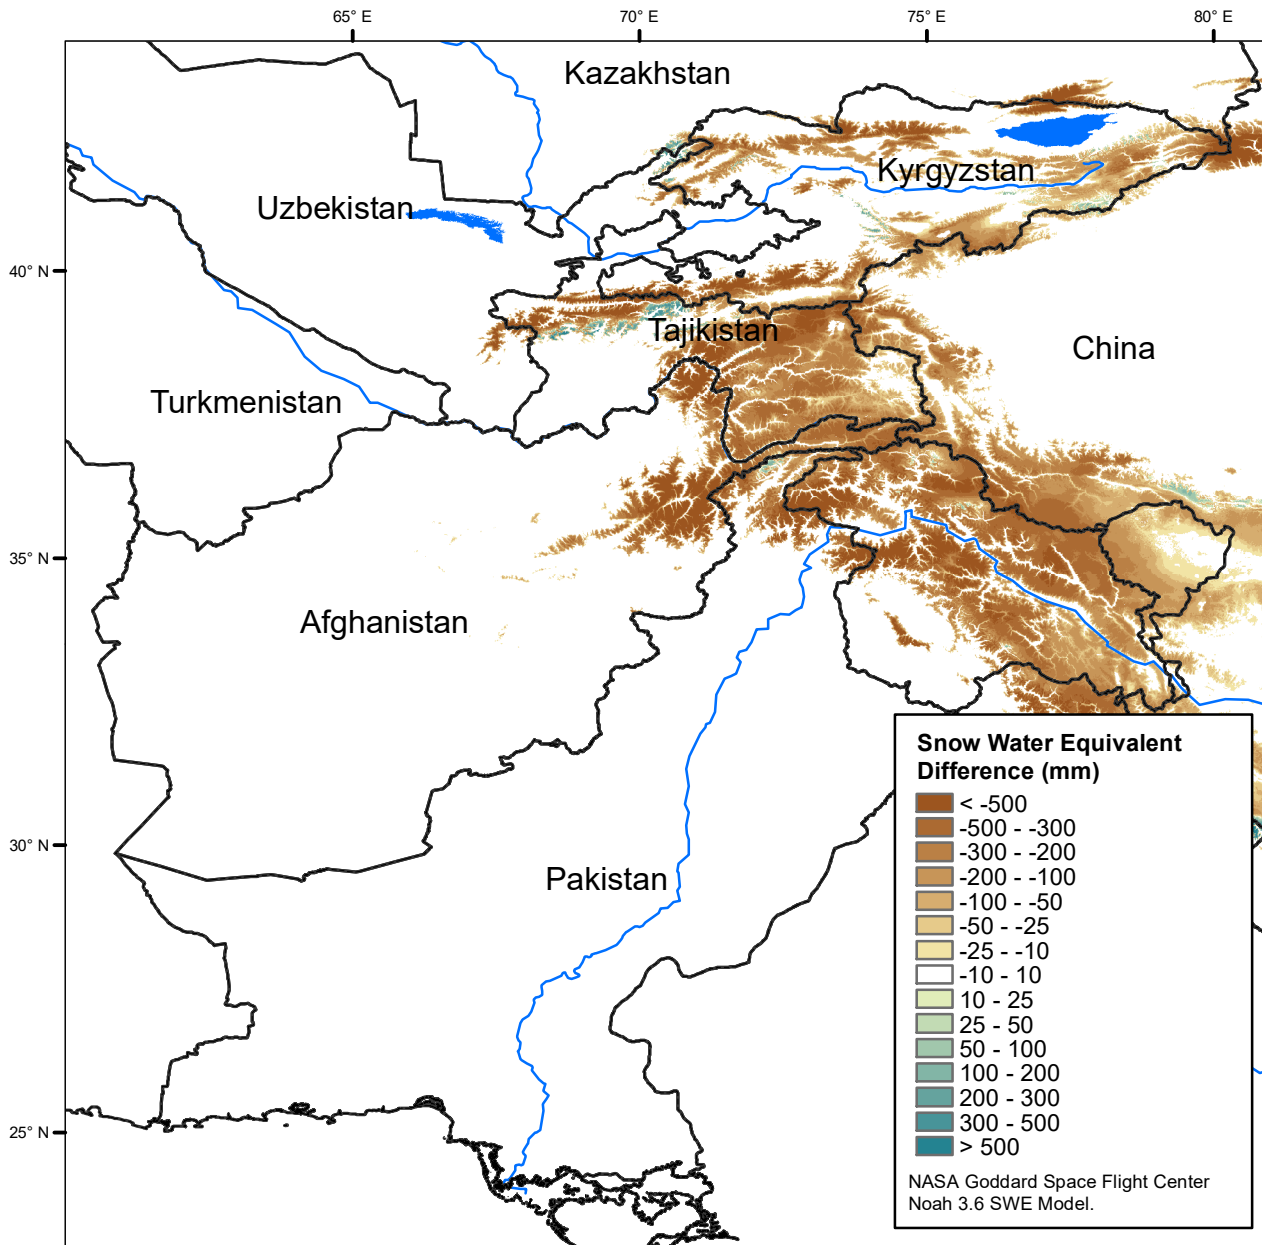 65° E
70° E
75° E
80° E
Kazakhstan
Kyrgyzstan
Uzbekistan
40° N
Tajikistan
China
Turkmenistan
35° N
Afghanistan
30° N
Pakistan
25° N
Snow Water Equivalent
Difference (mm)
< -500
-500 - -300
-300 - -200
-200 - -100
-100 - -50
-50 - -25
-25 - -10
-10 - 10
10 - 25
25 - 50
50 - 100
100 - 200
200 - 300
300 - 500
> 500
NASA Goddard Space Flight Center
Noah 3.6 SWE Model.